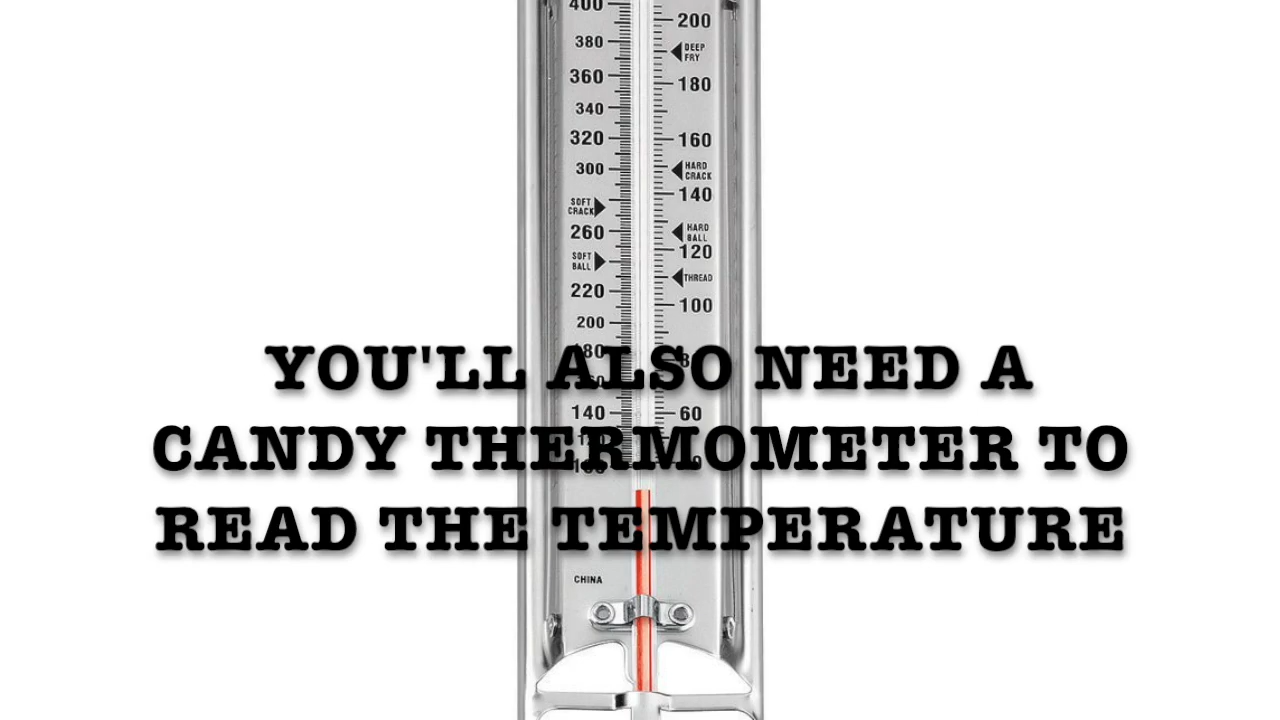 400
200
380
DEEP
FRY
360
180
340
320
160
300
HARD
CRACK
140
SOFT
CRACK
260
HARD
BALL
120
SOFT
BALL
THREAD
220
100
200
YOU'LL ALSO NEED A
140
60
CANDY THERMOMETER TO
READ THE TEMPERATURE
CHINA